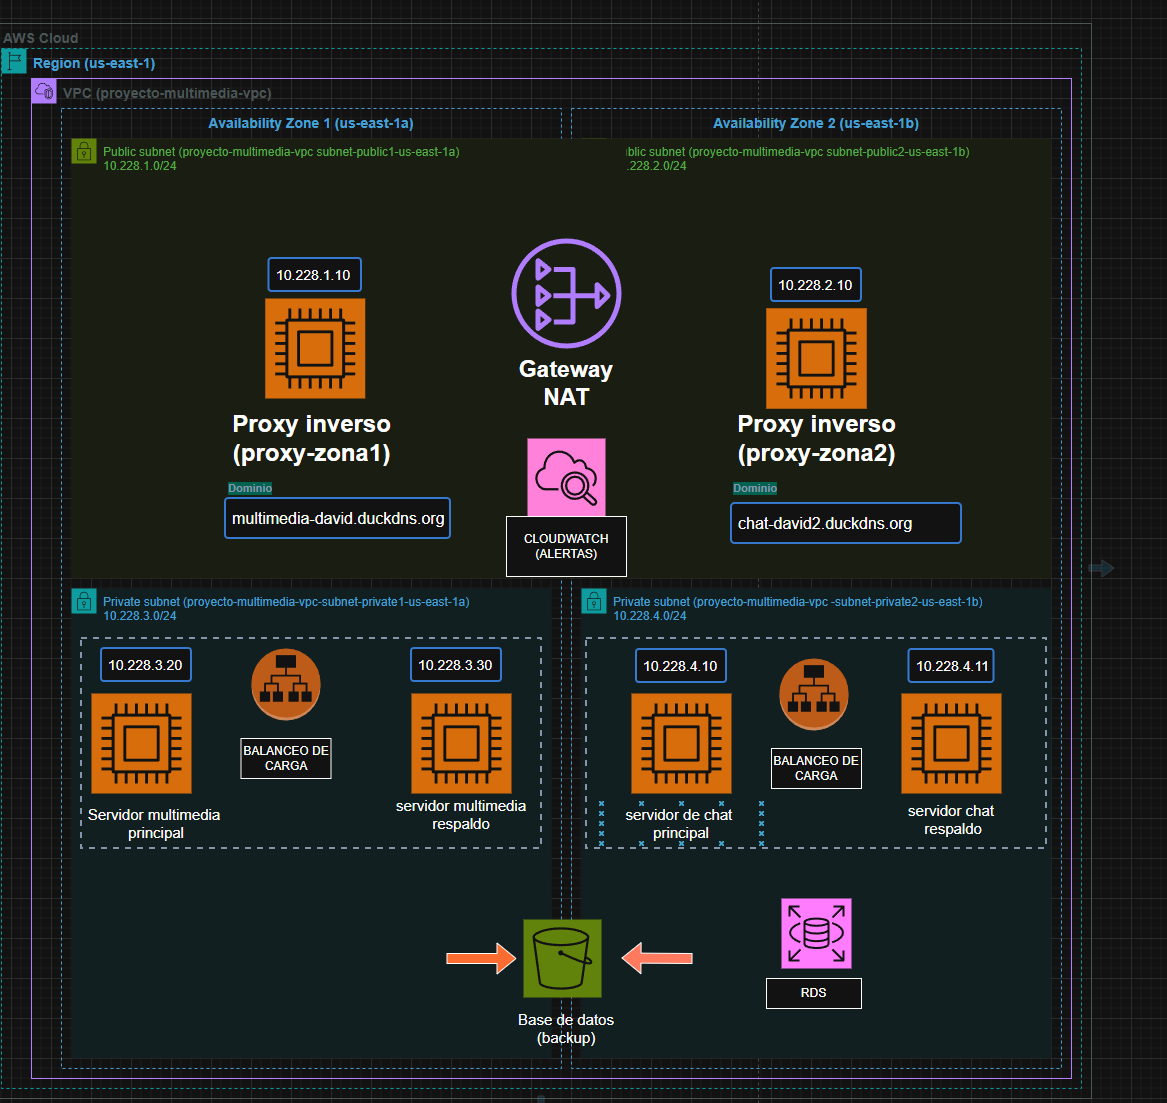 AWS Cloud
Region (us-east-1)
VPC (proyecto-multimedia-vpc)
Availability Zone 1 (us-east-1a)
Availability Zone 2 (us-east-1b)
Public subnet (proyecto-multimedia-vpc subnet-public1-us-east-1a)
10.228.1.0/24
blic subnet (proyecto-multimedia-vpc subnet-public2-us-east-1b)
.228.2.0/24
10.228.1.10
10.228.2.10
Gateway
NAT
Proxy inverso
(proxy-zona1)
Proxy inverso
(proxy-zona2)
Dominio
multimedia-david.duckdns.org
Dominio
chat-david2.duckdns.org
CLOUDWATCH
(ALERTAS)
Private subnet (proyecto-multimedia-vpc-subnet-private1-us-east-1a)
10.228.3.0/24
Private subnet (proyecto-multimedia-vpc -subnet-private2-us-east-1b)
10.228.4.0/24
10.228.3.20
10.228.3.30
10.228.4.10
10.228.4.11
BALANCEO DE
CARGA
BALANCEO DE
CARGA
Servidor multimedia
principal
servidor multimedia
respaldo
servidor de chat
principal
servidor chat
respaldo
Base de datos
(backup)
RDS